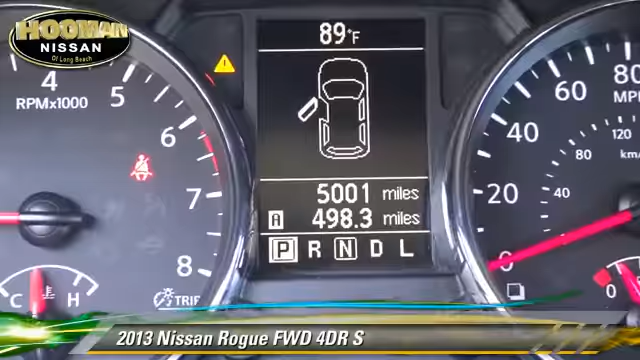 HOOMAN
NISSAN
Of Long Beach
89°F
4
5
6
7
8
RPMx1000
C H
TRIP
5001 miles
A 498.3 miles
P R N D L
0
20
40
60
80
MPH
40
80
120
km/
0
2013 Nissan Rogue FWD 4DR S